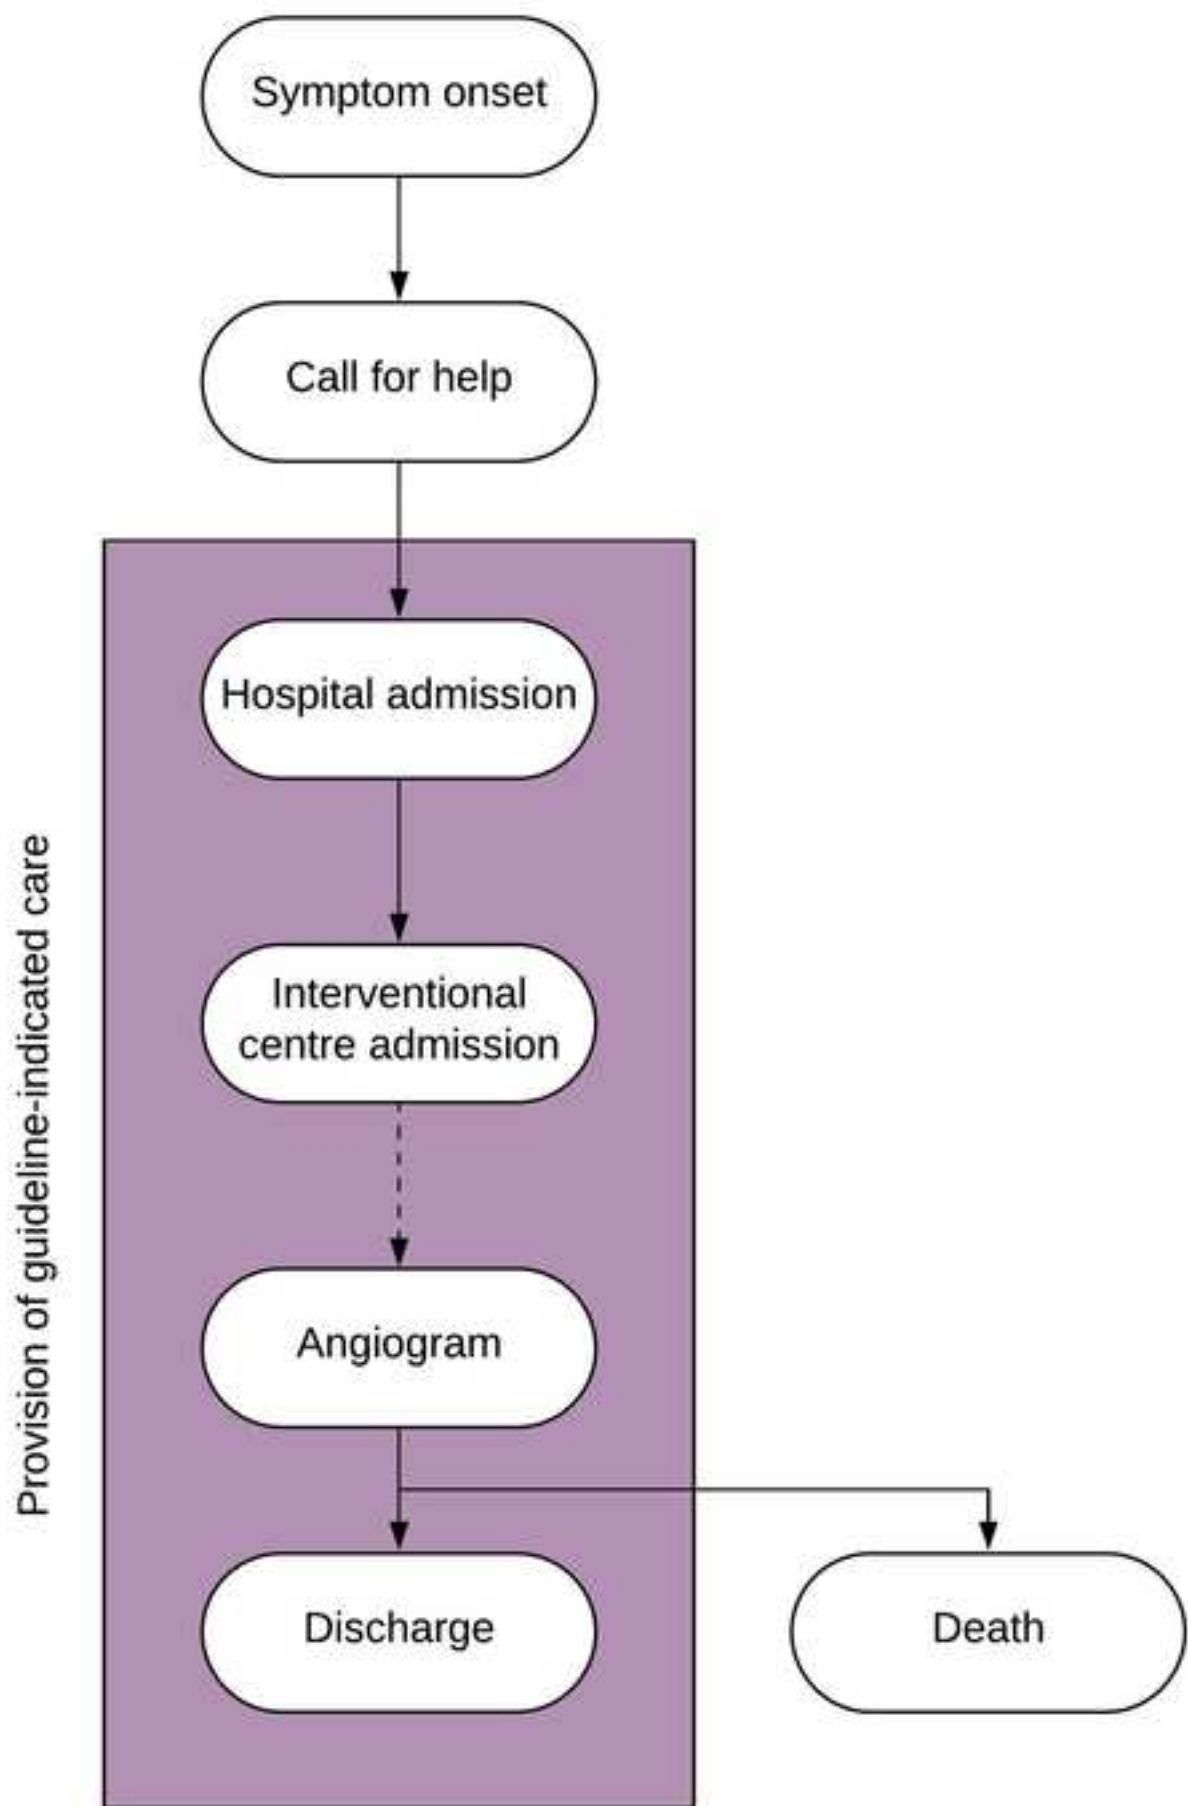 Symptom onset
Call for help
Hospital admission
Interventional
centre admission
Angiogram
Discharge
Death
Provision of guideline-indicated care